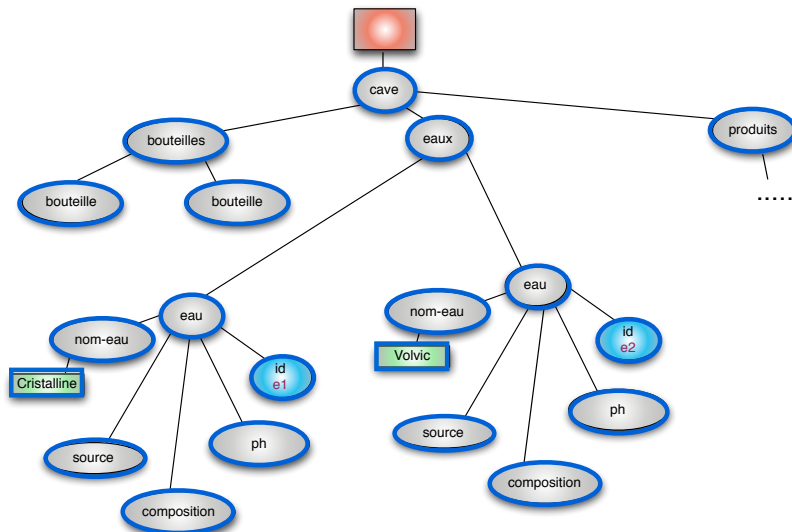 cave
bouteilles
eaux
produits
bouteille
bouteille
.....
eau
eau
nom-eau
nom-eau
id
e2
Cristalline
Volvic
id
e1
ph
source
ph
source
composition
composition